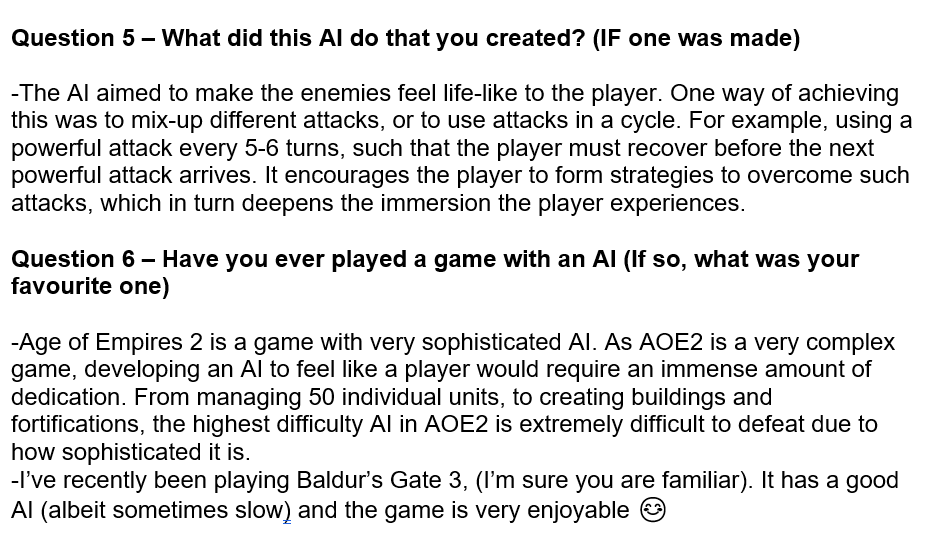 Question 5 – What did this AI do that you created? (IF one was made)
-The AI aimed to make the enemies feel life-like to the player. One way of achieving
this was to mix-up different attacks, or to use attacks in a cycle. For example, using a
powerful attack every 5-6 turns, such that the player must recover before the next
powerful attack arrives. It encourages the player to form strategies to overcome such
attacks, which in turn deepens the immersion the player experiences.
Question 6 – Have you ever played a game with an AI (If so, what was your
favourite one)
-Age of Empires 2 is a game with very sophisticated AI. As AOE2 is a very complex
game, developing an AI to feel like a player would require an immense amount of
dedication. From managing 50 individual units, to creating buildings and
fortifications, the highest difficulty AI in AOE2 is extremely difficult to defeat due to
how sophisticated it is.
-I’ve recently been playing Baldur’s Gate 3, (I’m sure you are familiar). It has a good
AI (albeit sometimes slow) and the game is very enjoyable 😊